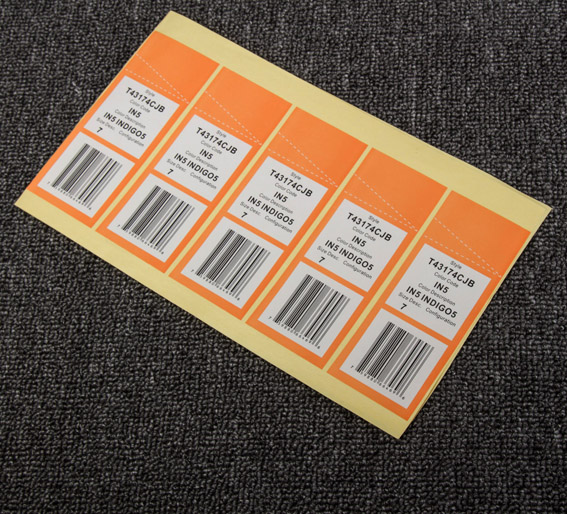 Style
T43174CJB
Color Code
IN5
Color Description
IN5 INDIGO5
Size Desc. Configuration
7
Style
T43174CJB
Color Code
IN5
Color Description
IN5 INDIGO5
Size Desc. Configuration
7
Style
T43174CJB
Color Code
IN5
Color Description
IN5 INDIGO5
Size Desc. Configuration
7
Style
T43174CJB
Color Code
IN5
Color Description
IN5 INDIGO5
Size Desc. Configuration
7
Style
T43174CJB
Color Code
IN5
Color Description
IN5 INDIGO5
Size Desc. Configuration
7